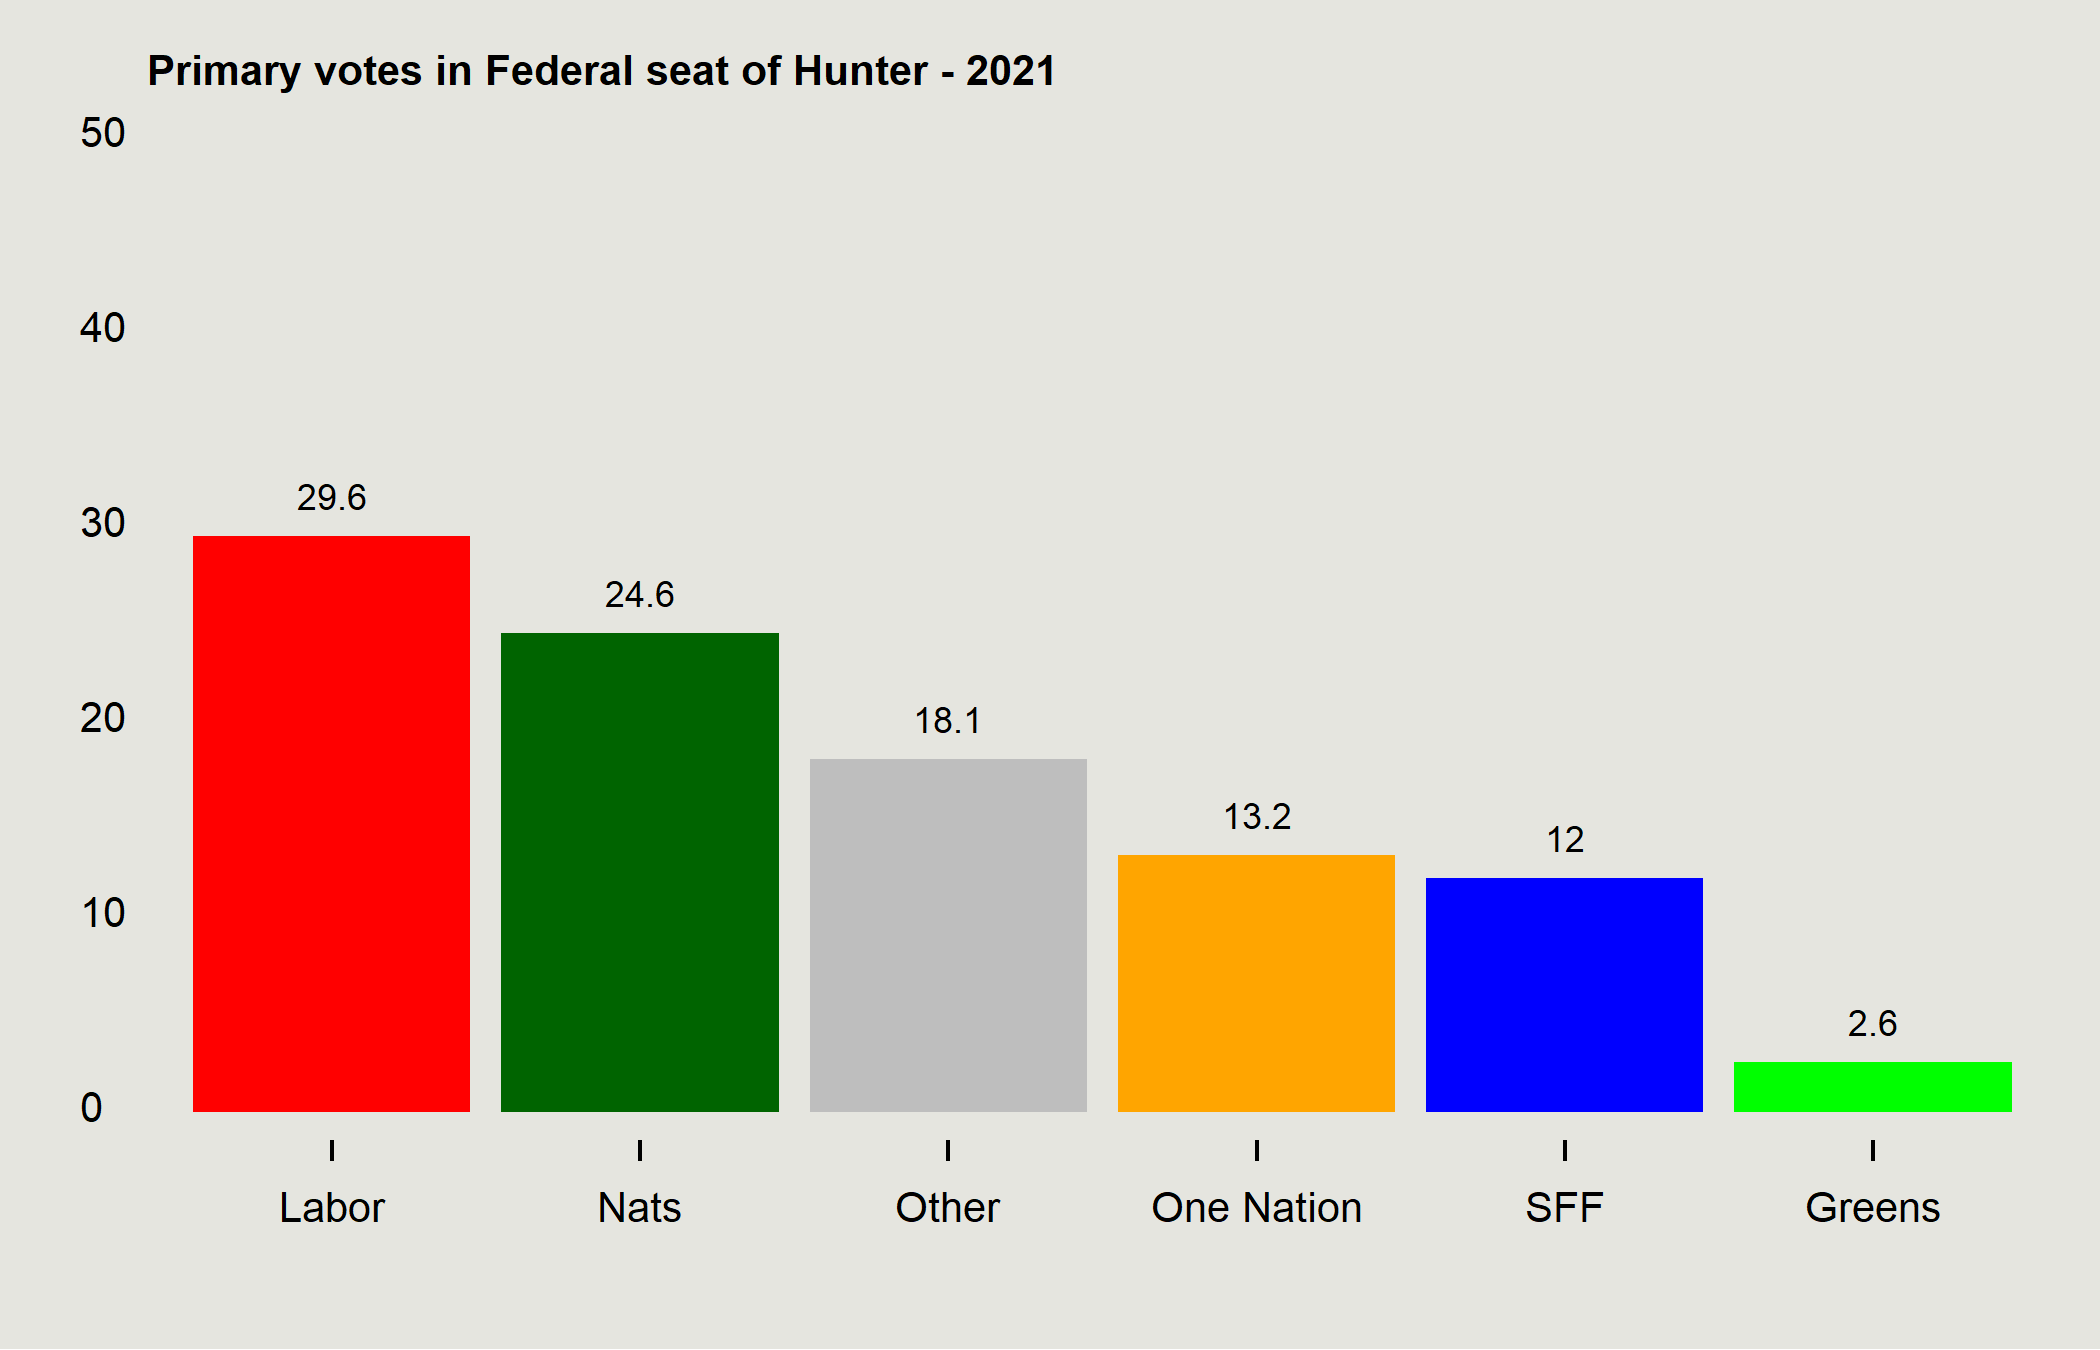 Primary votes in Federal seat of Hunter - 2021
50
40
30
20
10
0
29.6
24.6
18.1
13.2
12
2.6
Labor
Nats
Other
One Nation
SFF
Greens